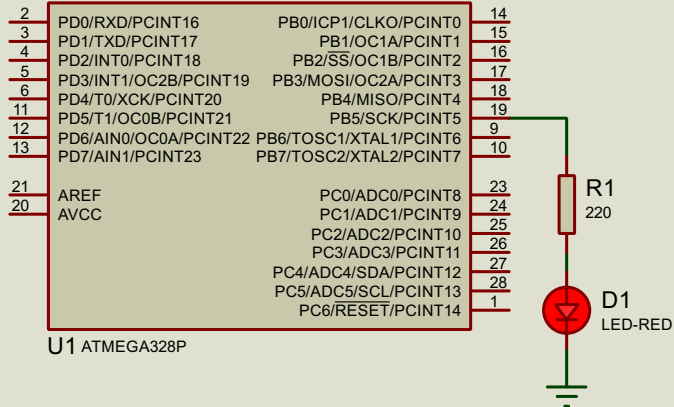 2 PD0/RXD/PCINT16 PB0/ICP1/CLKO/PCINT0 14
3 PD1/TXD/PCINT17 PB1/OC1A/PCINT1 15
4 PD2/INT0/PCINT18 PB2/SS/OC1B/PCINT2 16
5 PD3/INT1/OC2B/PCINT19 PB3/MOSI/OC2A/PCINT3 17
6 PD4/T0/XCK/PCINT20 PB4/MISO/PCINT4 18
11 PD5/T1/OC0B/PCINT21 PB5/SCK/PCINT5 19
12 PD6/AIN0/OC0A/PCINT22 PB6/TOSC1/XTAL1/PCINT6 9
13 PD7/AIN1/PCINT23 PB7/TOSC2/XTAL2/PCINT7 10
21 AREF PC0/ADC0/PCINT8 23
20 AVCC PC1/ADC1/PCINT9 24
PC2/ADC2/PCINT10 25
PC3/ADC3/PCINT11 26
PC4/ADC4/SDA/PCINT12 27
PC5/ADC5/SCL/PCINT13 28
PC6/RESET/PCINT14 1
U1 ATMEGA328P
R1
220
D1
LED-RED